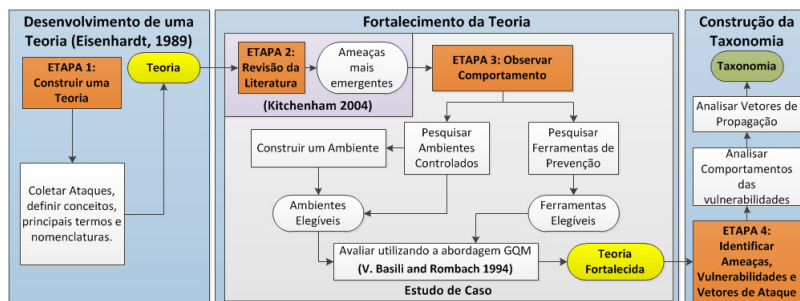 Desenvolvimento de uma
Teoria (Eisenhardt, 1989)
ETAPA 1:
Construir uma
Teoria
Teoria
Coletar Ataques,
definir conceitos,
principais termos e
nomenclaturas.
Fortalecimento da Teoria
ETAPA 2:
Revisão da
Literatura
Ameaças
mais
emergentes
(Kitchenham 2004)
ETAPA 3: Observar
Comportamento
Construir um Ambiente
Pesquisar
Ambientes
Controlados
Pesquisar
Ferramentas de
Prevenção
Ambientes
Elegíveis
Ferramentas
Elegíveis
Avaliar utilizando a abordagem GQM
(V. Basili and Rombach 1994)
Teoria
Fortalecida
Estudo de Caso
Construção da
Taxonomia
Taxonomia
Analisar Vetores de
Propagação
Analisar
Comportamentos
das
vulnerabilidades
ETAPA 4:
Identificar
Ameaças,
Vulnerabilidades e
Vetores de Ataque